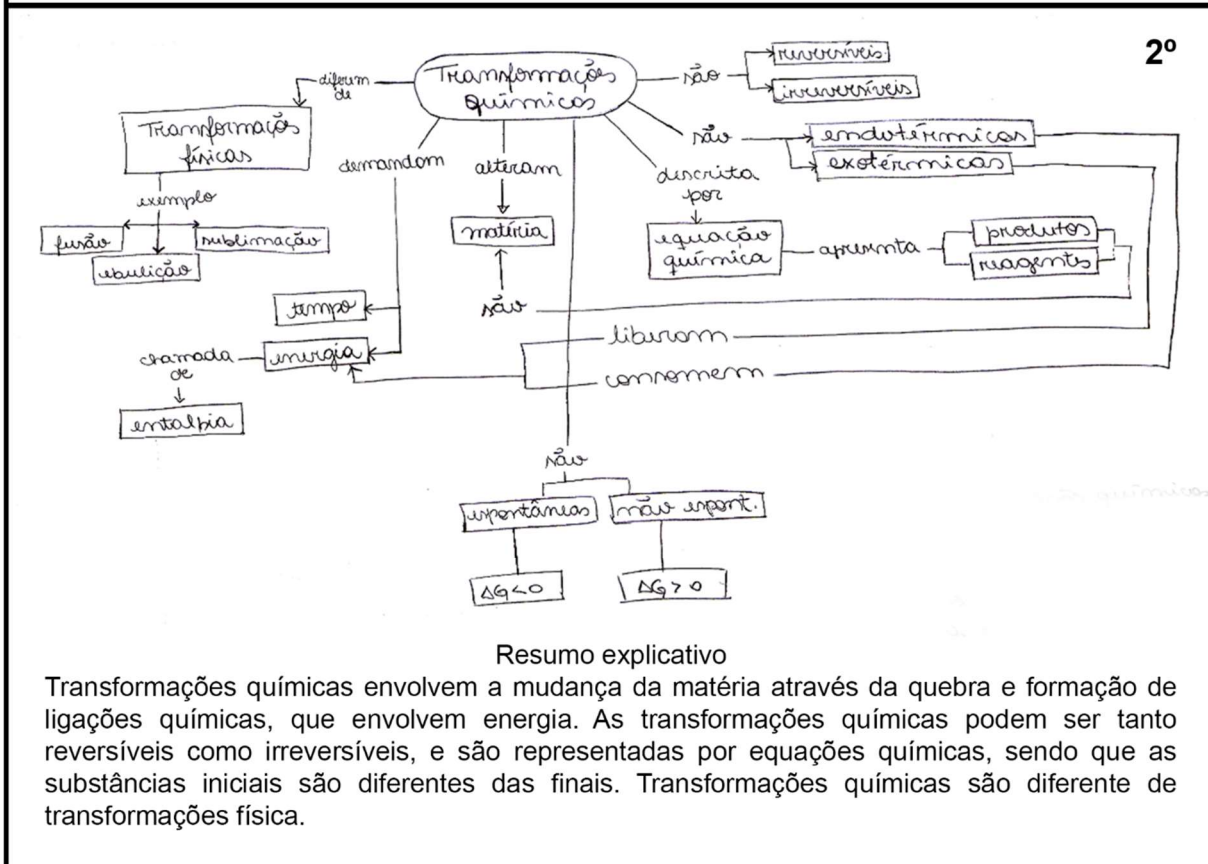 2º
Transformações
químicas
diferem
de
Transformações
físicas
exemplo
fusão
sublimação
ebulição
demandam
tempo
energia
chamada
de
entalpia
alteram
matéria
são
são
reversíveis
irreversíveis
são
endotérmicas
exotérmicas
descrita
por
equação
química
apresenta
produtos
reagentes
são
liberam
consomem
espontâneas
não espont.
ΔG<0
ΔG>0
Resumo explicativo
Transformações químicas envolvem a mudança da matéria através da quebra e formação de
ligações químicas, que envolvem energia. As transformações químicas podem ser tanto
reversíveis como irreversíveis, e são representadas por equações químicas, sendo que as
substâncias iniciais são diferentes das finais. Transformações químicas são diferente de
transformações física.